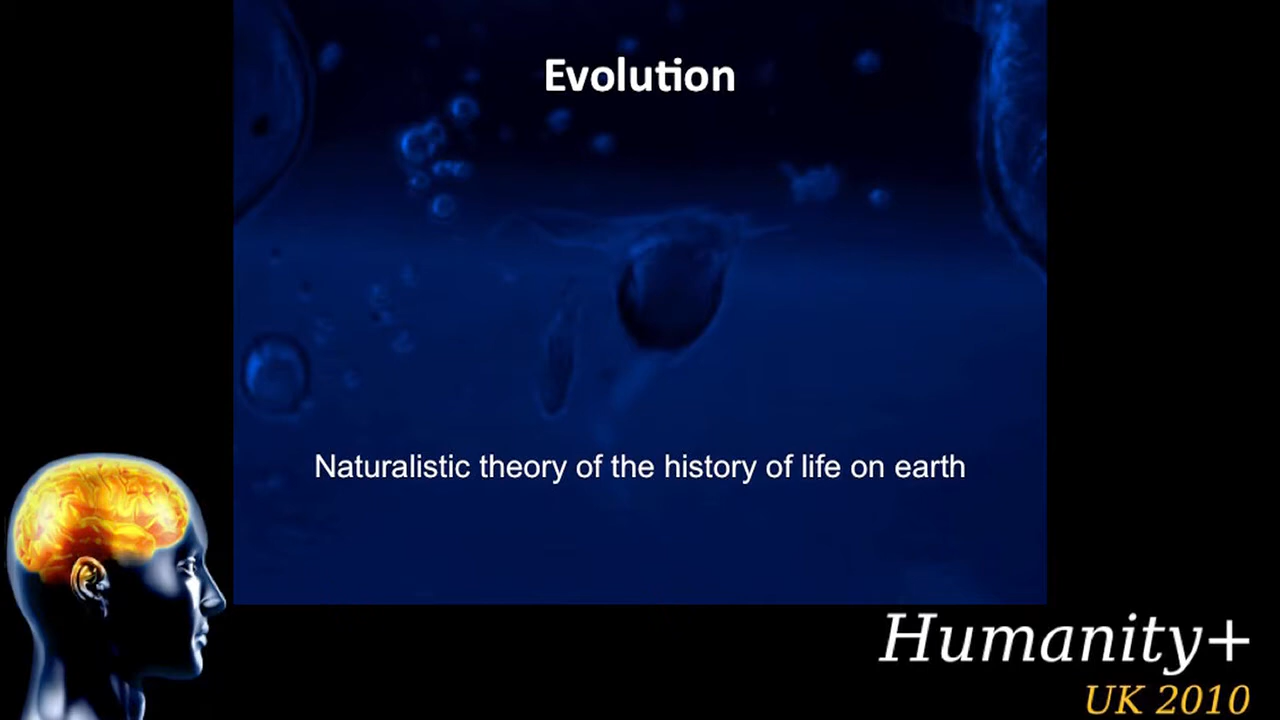 Evolution
Naturalistic theory of the history of life on earth
Humanity+
UK 2010